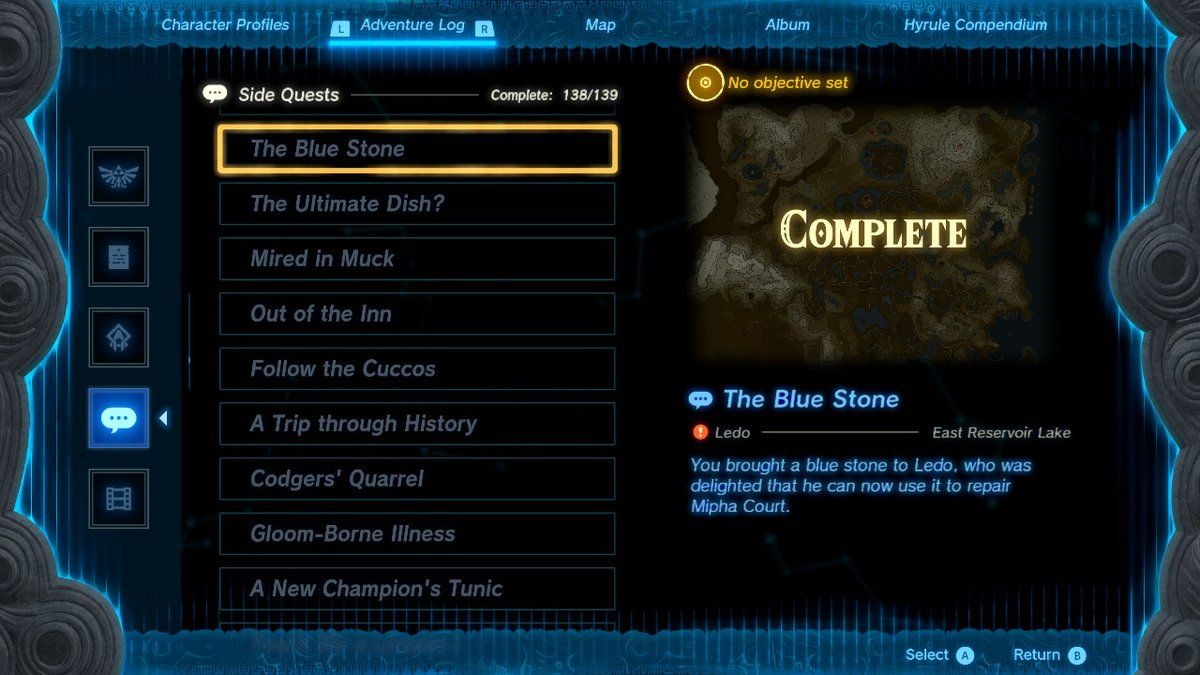 Character Profiles
L Adventure Log R
Map
Album
Hyrule Compendium
Side Quests
Complete: 138/139
The Blue Stone
The Ultimate Dish?
Mired in Muck
Out of the Inn
Follow the Cuccos
A Trip through History
Codgers' Quarrel
Gloom-Borne Illness
A New Champion's Tunic
No objective set
COMPLETE
The Blue Stone
Ledo
East Reservoir Lake
You brought a blue stone to Ledo, who was
delighted that he can now use it to repair
Mipha Court.
Select A
Return B